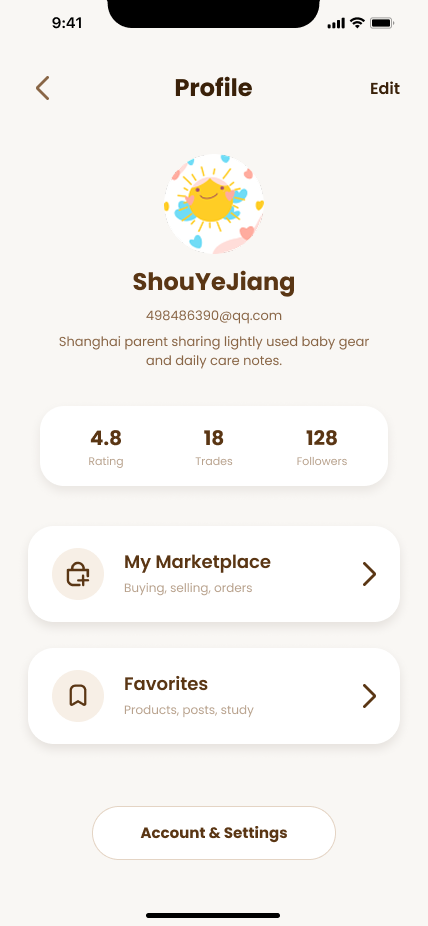 9:41
Profile
Edit
ShouYeJiang
498486390@qq.com
Shanghai parent sharing lightly used baby gear
and daily care notes.
4.8
18
128
Rating
Trades
Followers
My Marketplace
Buying, selling, orders
Favorites
Products, posts, study
Account & Settings